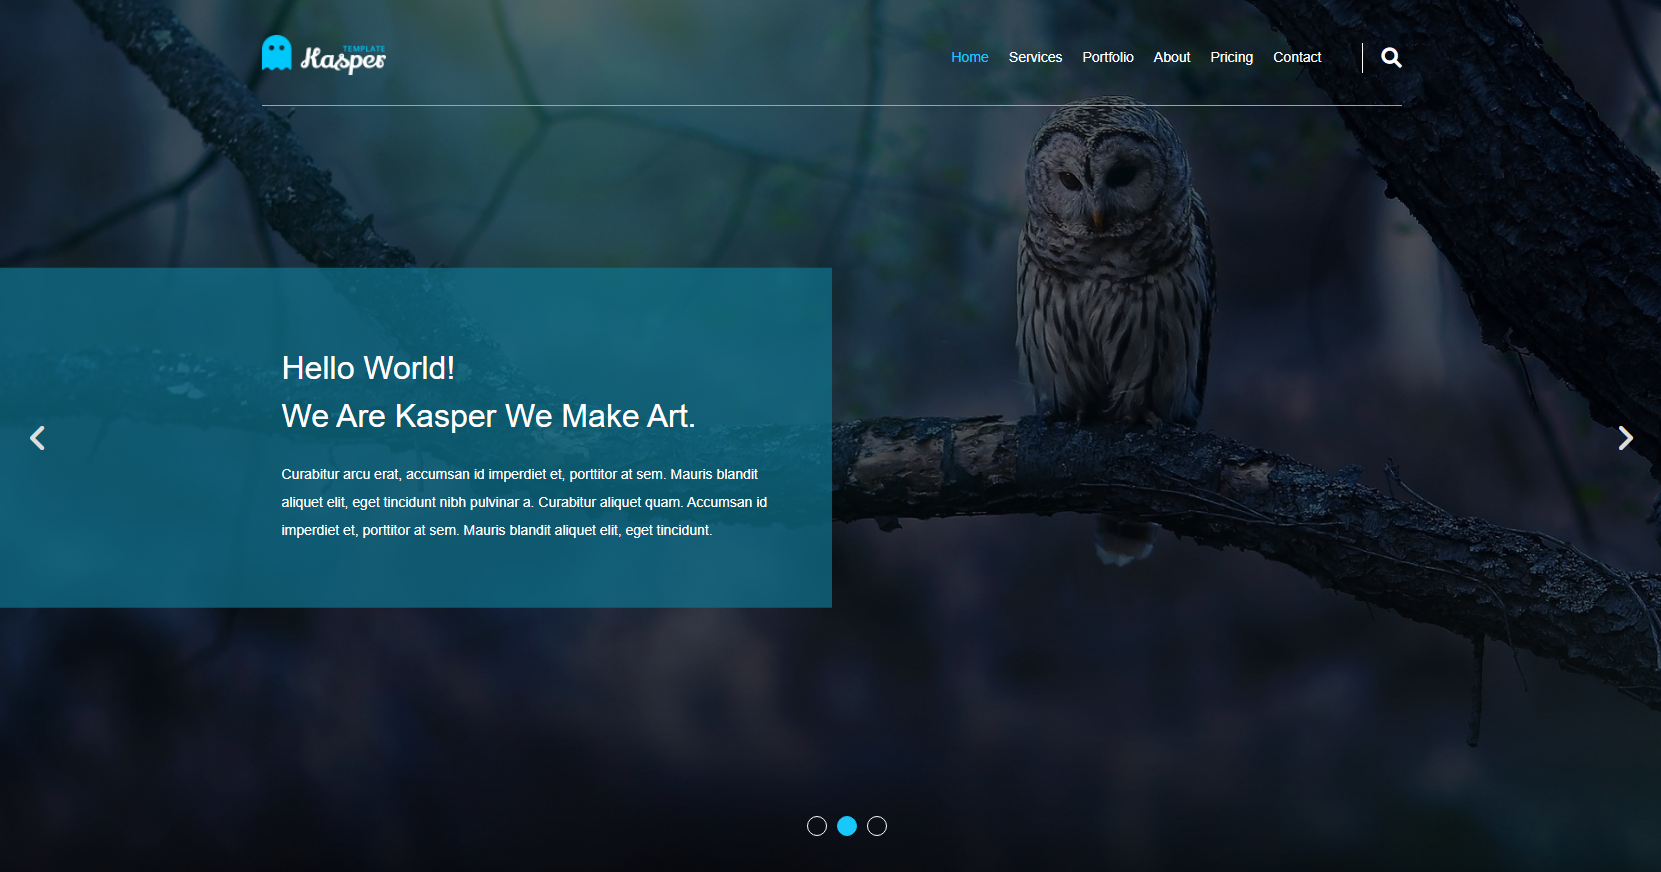 TEMPLATE
Kasper
Home Services Portfolio About Pricing Contact
Hello World!
We Are Kasper We Make Art.
Curabitur arcu erat, accumsan id imperdiet et, porttitor at sem. Mauris blandit
aliquet elit, eget tincidunt nibh pulvinar a. Curabitur aliquet quam. Accumsan id
imperdiet et, porttitor at sem. Mauris blandit aliquet elit, eget tincidunt.